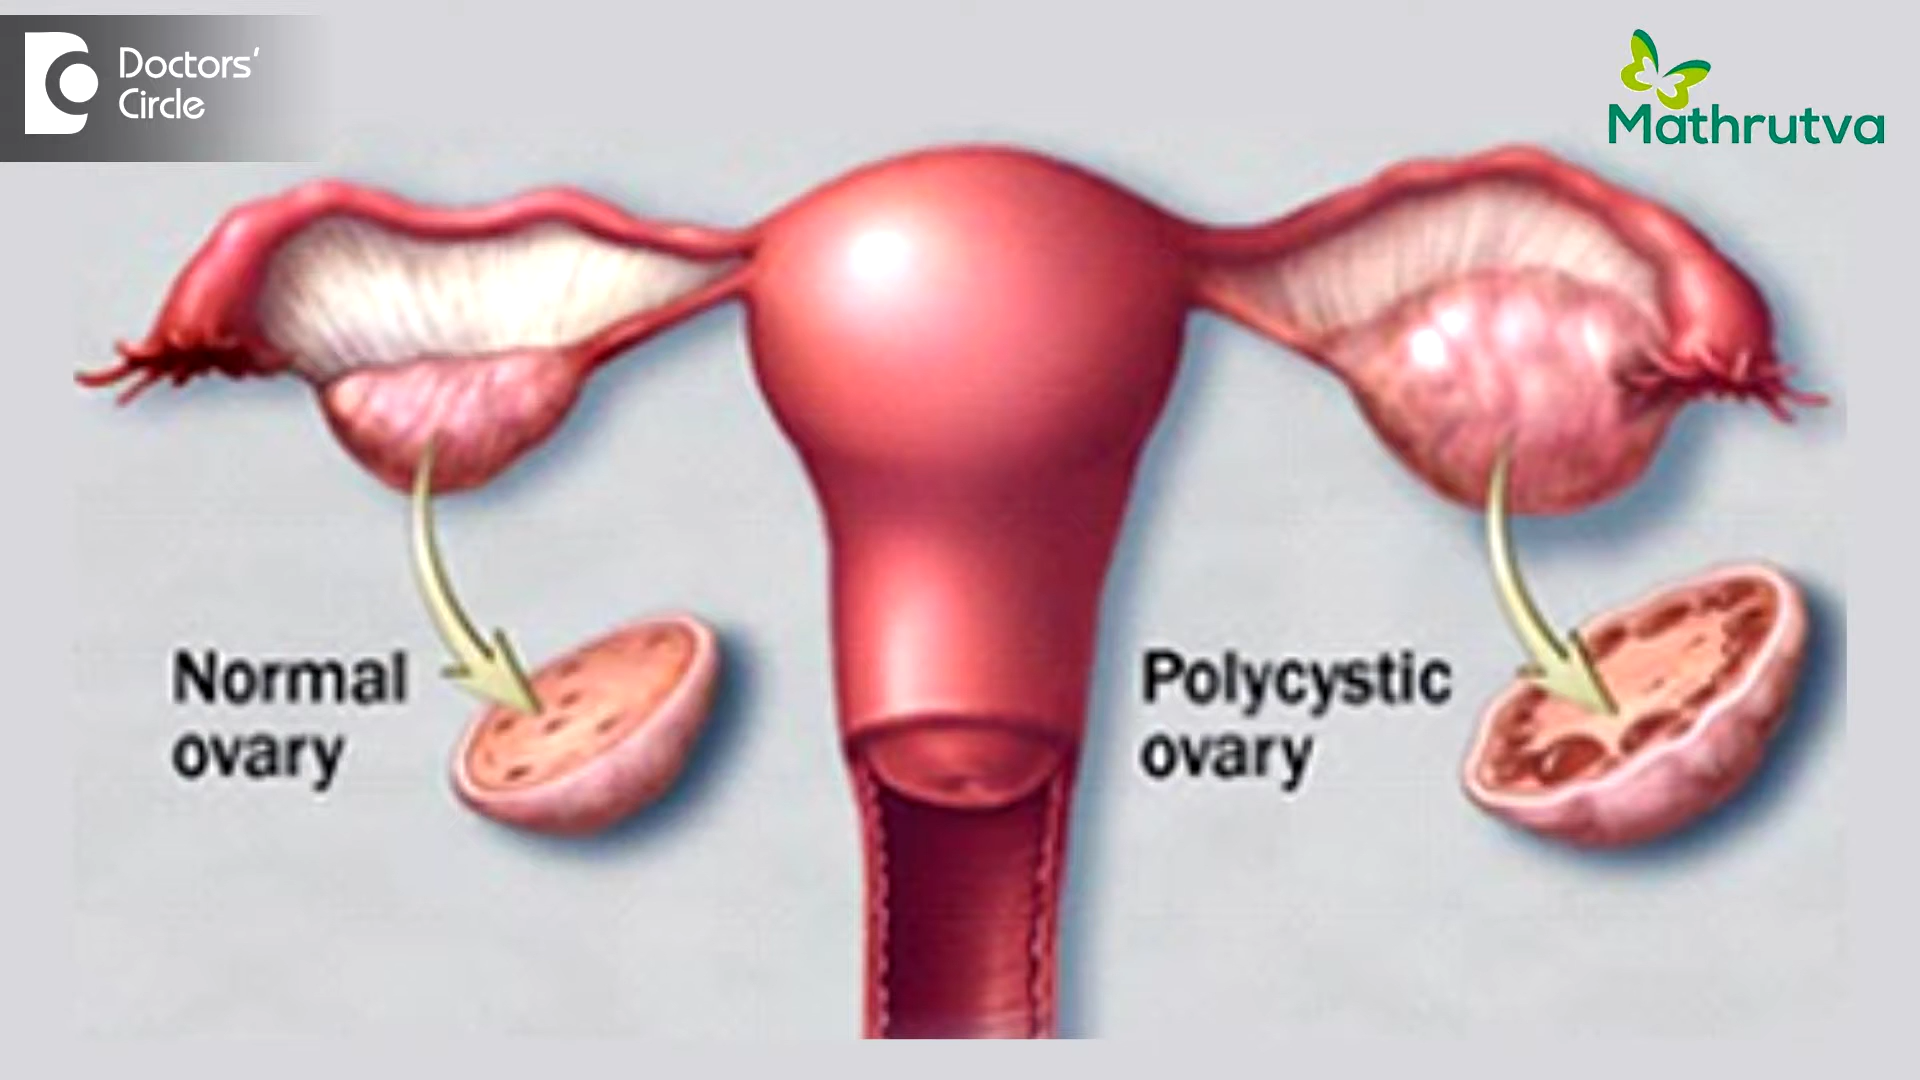 Doctors'
Circle
Mathrutva
Normal
ovary
Polycystic
ovary